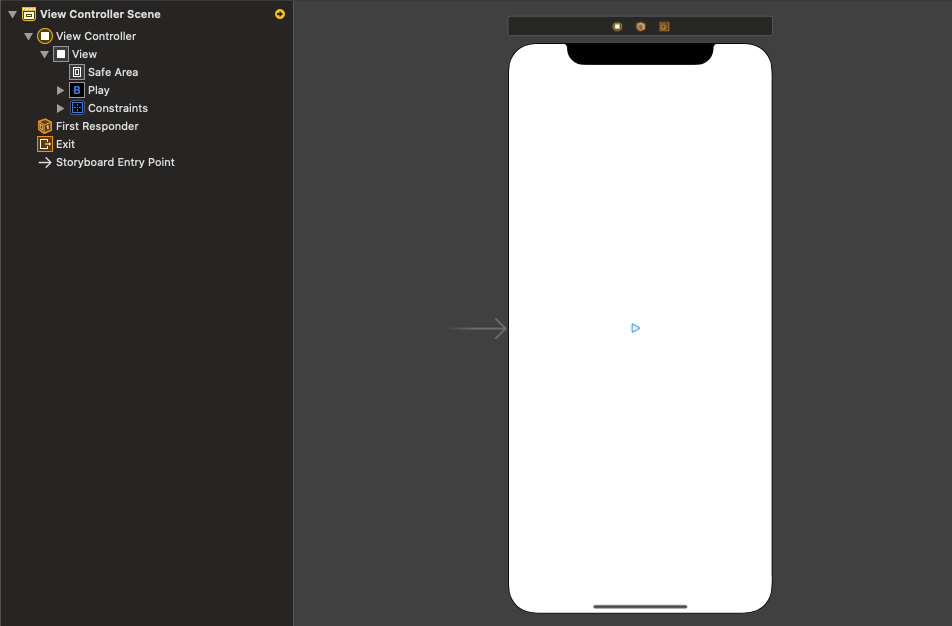 View Controller Scene
View Controller
View
Safe Area
B Play
Constraints
First Responder
Exit
Storyboard Entry Point